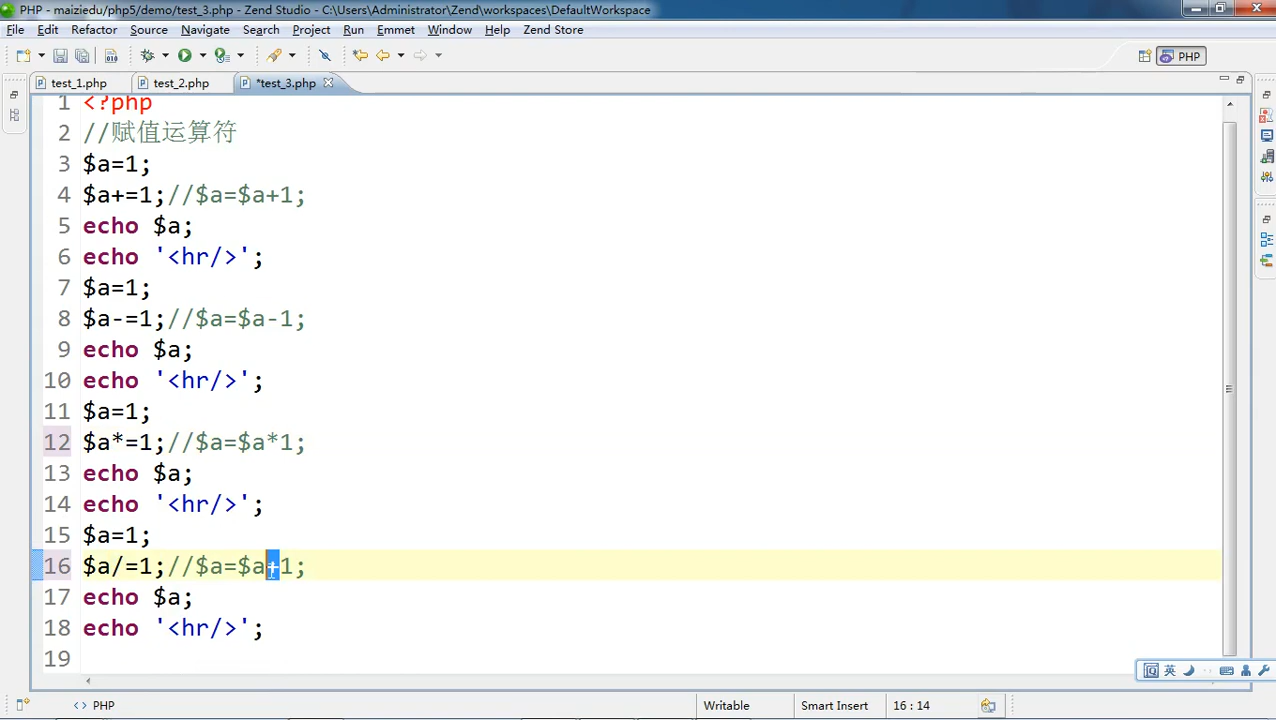 PHP - maiziedu/php5/demo/test_3.php - Zend Studio - C:\Users\Administrator\Zend\workspaces\DefaultWorkspace
File Edit Refactor Source Navigate Search Project Run Emmet Window Help Zend Store
PHP
test_1.php test_2.php *test_3.php
1 <?php
2 //赋值运算符
3 $a=1;
4 $a+=1;//$a=$a+1;
5 echo $a;
6 echo '<hr/>';
7 $a=1;
8 $a-=1;//$a=$a-1;
9 echo $a;
10 echo '<hr/>';
11 $a=1;
12 $a*=1;//$a=$a*1;
13 echo $a;
14 echo '<hr/>';
15 $a=1;
16 $a/=1;//$a=$a+1;
17 echo $a;
18 echo '<hr/>';
19
英
PHP Writable Smart Insert 16 : 14